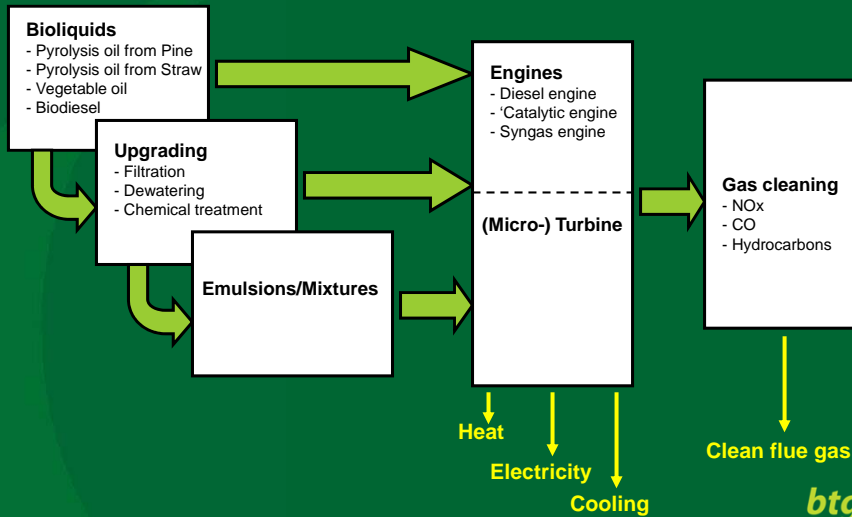 Bioliquids
- Pyrolysis oil from Pine
- Pyrolysis oil from Straw
- Vegetable oil
- Biodiesel
Upgrading
- Filtration
- Dewatering
- Chemical treatment
Emulsions/Mixtures
Engines
- Diesel engine
- ‘Catalytic engine
- Syngas engine
(Micro-) Turbine
Gas cleaning
- NOx
- CO
- Hydrocarbons
Heat
Electricity
Cooling
Clean flue gas